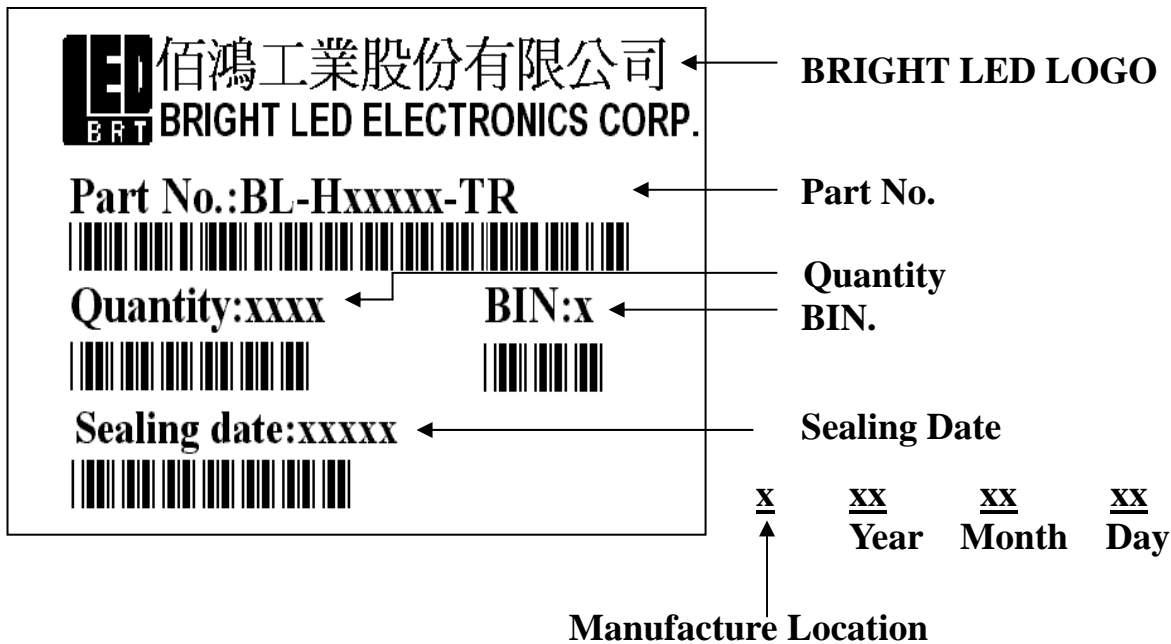 LED 佰鴻工業股份有限公司 BRIGHT LED LOGO
BRT BRIGHT LED ELECTRONICS CORP.
Part No.:BL-Hxxxxx-TR Part No.
Quantity
Quantity:xxxx BIN:x BIN.
Sealing date:xxxxx Sealing Date
x xx xx xx
Year Month Day
Manufacture Location